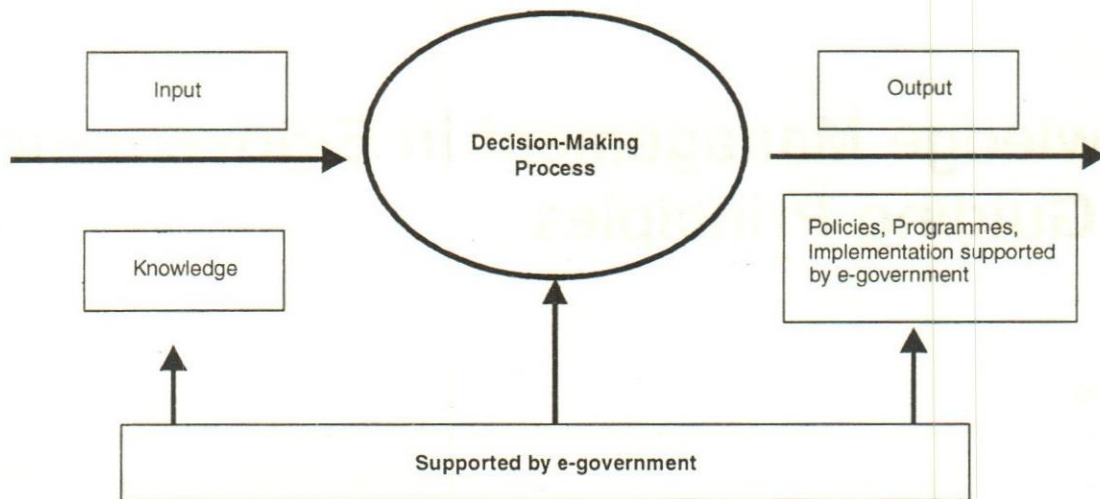 Input
Output
Decision-Making
Process
Knowledge
Policies, Programmes,
Implementation supported
by e-government
Supported by e-government